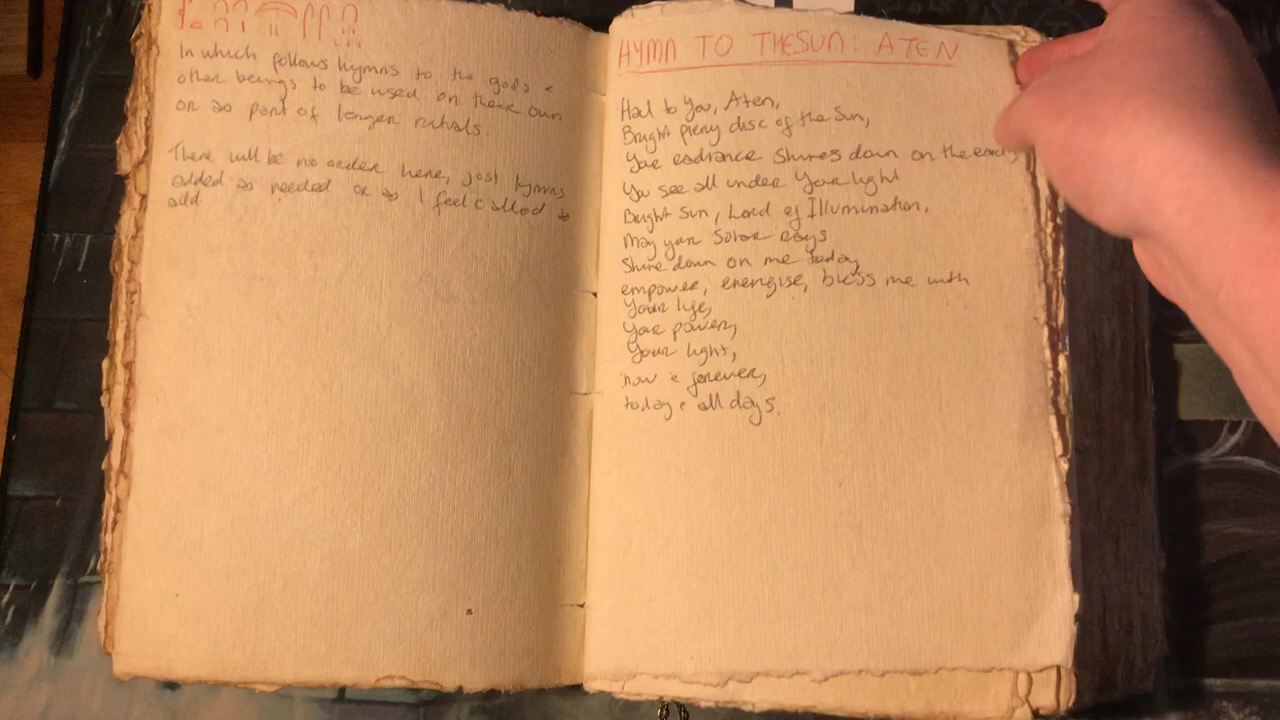 In which follows hymns to the gods &
other beings to be used on their own
or as part of longer rituals.
There will be no order here, just hymns
added as needed or as I feel called to
add
HYMN TO THE SUN: ATEN
Hail to You, Aten,
Bright fiery disc of the Sun,
Your radiance shines down on the earth,
You see all under Your light
Bright Sun, Lord of Illumination,
May your Solar Rays
Shine down on me today
empower, energise, bless me with
Your life,
Your power,
Your light,
now & forever,
today & all days.